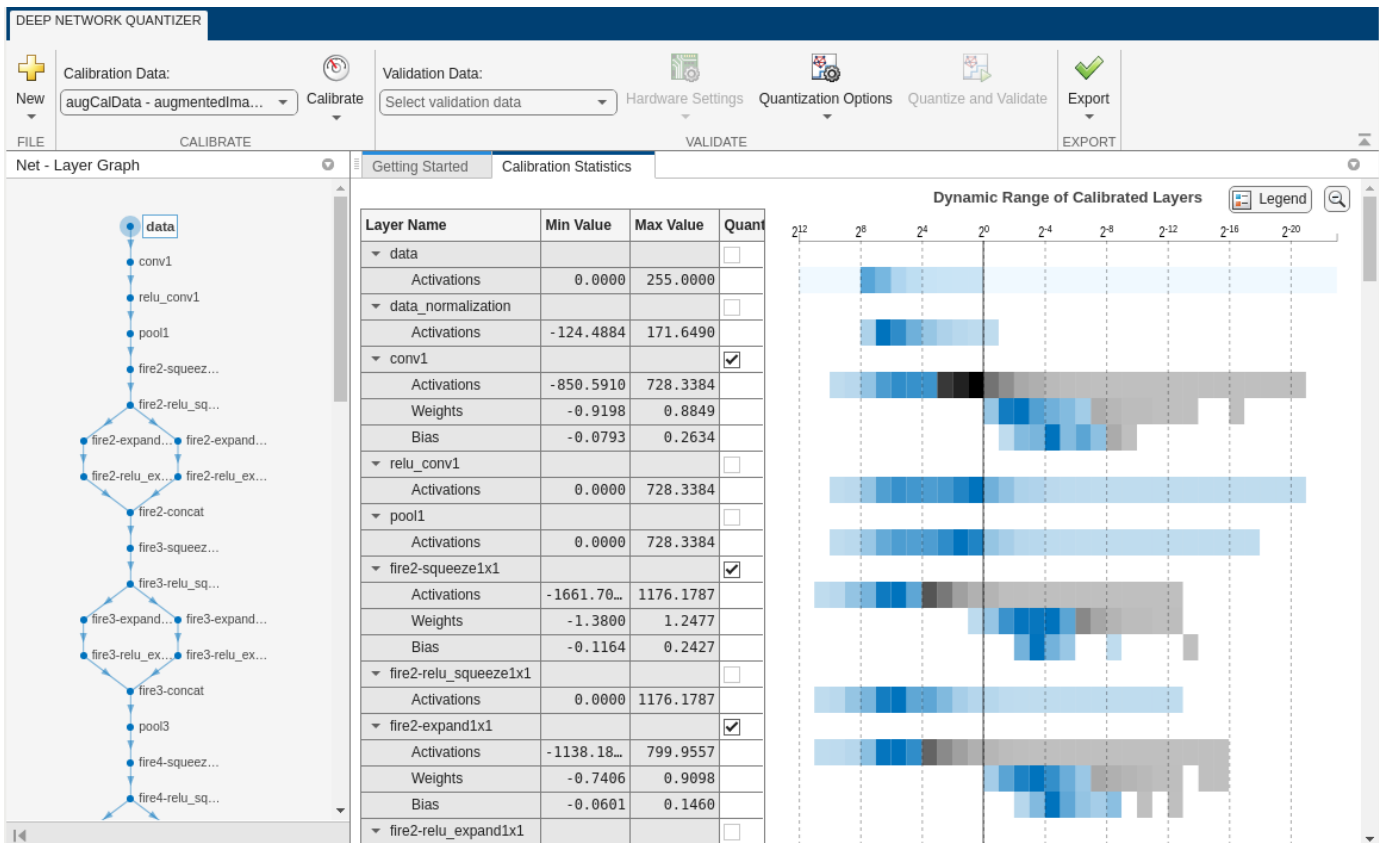 DEEP NETWORK QUANTIZER
New
FILE
Calibration Data:
augCalData - augmentedIma...
Calibrate
CALIBRATE
Validation Data:
Select validation data
Hardware Settings
Quantization Options
Quantize and Validate
VALIDATE
Export
EXPORT
Net - Layer Graph
data
conv1
relu_conv1
pool1
fire2-squeez...
fire2-relu_sq...
fire2-expand... fire2-expand...
fire2-relu_ex... fire2-relu_ex...
fire2-concat
fire3-squeez...
fire3-relu_sq...
fire3-expand... fire3-expand...
fire3-relu_ex... fire3-relu_ex...
fire3-concat
pool3
fire4-squeez...
fire4-relu_sq...
Getting Started Calibration Statistics
Layer Name Min Value Max Value Quant
data
Activations 0.0000 255.0000
data_normalization
Activations -124.4884 171.6490
conv1
Activations -850.5910 728.3384
Weights -0.9198 0.8849
Bias -0.0793 0.2634
relu_conv1
Activations 0.0000 728.3384
pool1
Activations 0.0000 728.3384
fire2-squeeze1x1
Activations -1661.70... 1176.1787
Weights -1.3800 1.2477
Bias -0.1164 0.2427
fire2-relu_squeeze1x1
Activations 0.0000 1176.1787
fire2-expand1x1
Activations -1138.18... 799.9557
Weights -0.7406 0.9098
Bias -0.0601 0.1460
fire2-relu_expand1x1
Dynamic Range of Calibrated Layers
Legend
2^12 2^8 2^4 2^0 2^-4 2^-8 2^-12 2^-16 2^-20